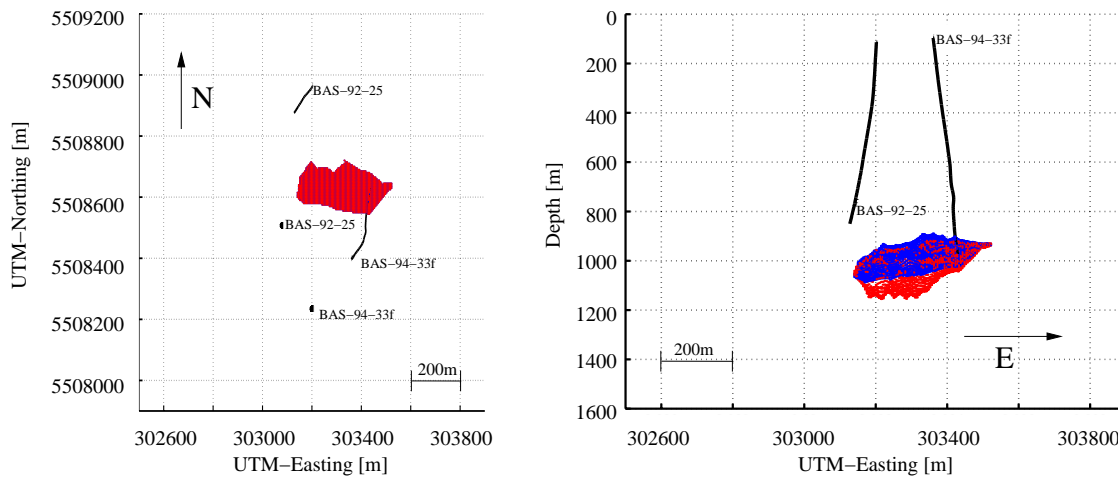 5509200
5509000
5508800
5508600
5508400
5508200
5508000
UTM−Northing [m]
N
BAS−92−25
BAS−92−25
BAS−94−33f
BAS−94−33f
200m
302600
303000
303400
303800
UTM−Easting [m]
0
200
400
600
800
1000
1200
1400
1600
Depth [m]
BAS−94−33f
BAS−92−25
200m
E
302600
303000
303400
303800
UTM−Easting [m]